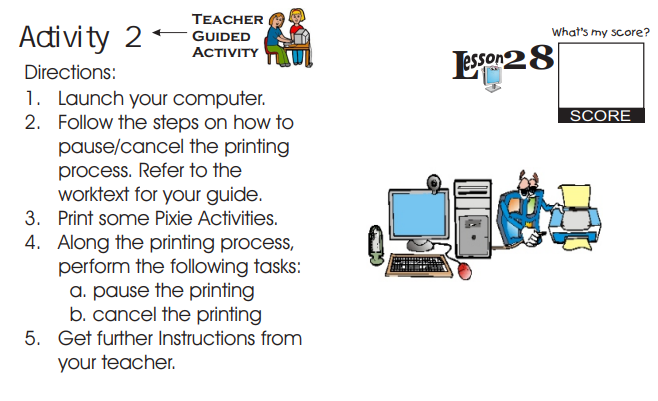 Activity 2
TEACHER
GUIDED
ACTIVITY
Directions:
1. Launch your computer.
2. Follow the steps on how to
pause/cancel the printing
process. Refer to the
worktext for your guide.
3. Print some Pixie Activities.
4. Along the printing process,
perform the following tasks:
a. pause the printing
b. cancel the printing
5. Get further Instructions from
your teacher.
What's my score?
Lesson 28
SCORE